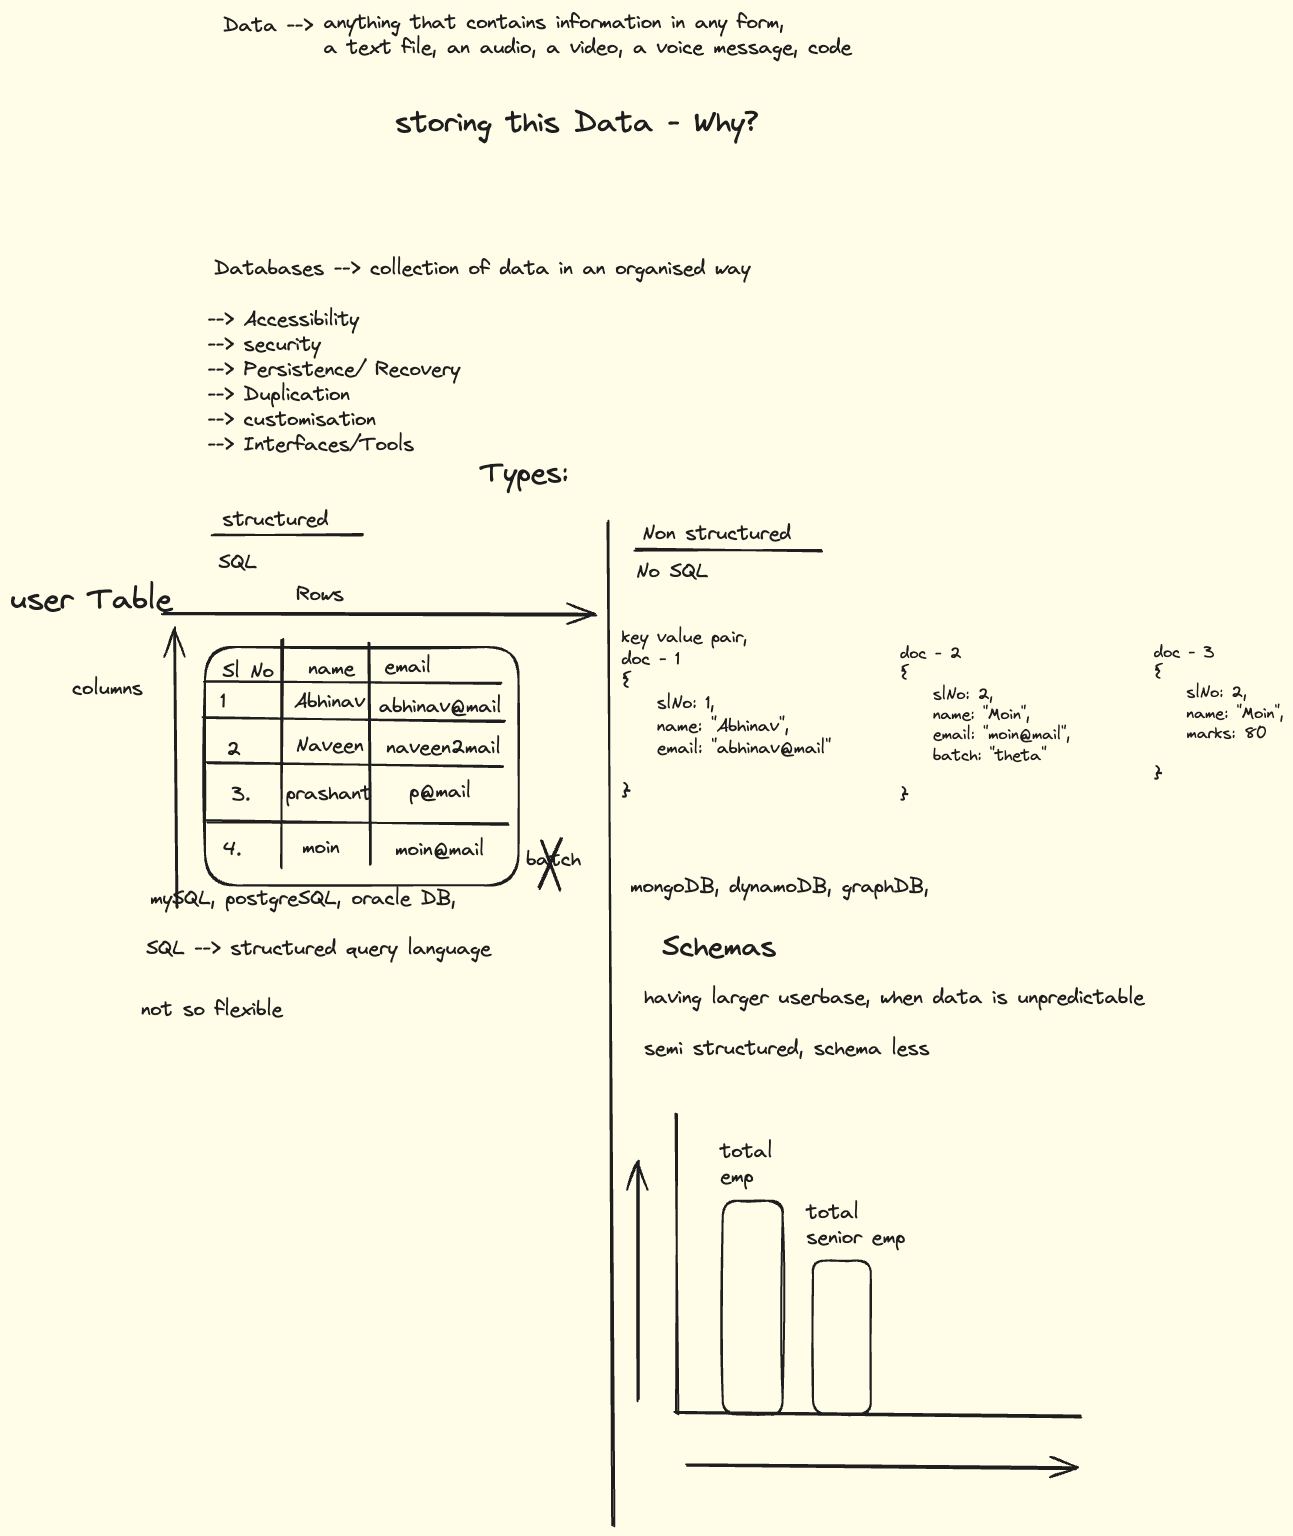 Data --> anything that contains information in any form,
a text file, an audio, a video, a voice message, code
storing this Data - Why?
Databases --> collection of data in an organised way
--> Accessibility
--> security
--> Persistence/ Recovery
--> Duplication
--> customisation
--> Interfaces/Tools
Types:
structured
SQL
Rows
user Table
columns
Sl No name email
1 Abhinav abhinav@mail
2 Naveen naveen2mail
3. prashant p@mail
4. moin moin@mail
batch
mySQL, postgreSQL, oracle DB,
SQL --> structured query language
not so flexible
Non structured
No SQL
key value pair,
doc - 1
{
slNo: 1,
name: "Abhinav",
email: "abhinav@mail"
}
doc - 2
{
slNo: 2,
name: "Moin",
email: "moin@mail",
batch: "theta"
}
doc - 3
{
slNo: 2,
name: "Moin",
marks: 80
}
mongoDB, dynamoDB, graphDB,
Schemas
having larger userbase, when data is unpredictable
semi structured, schema less
total
emp
total
senior emp